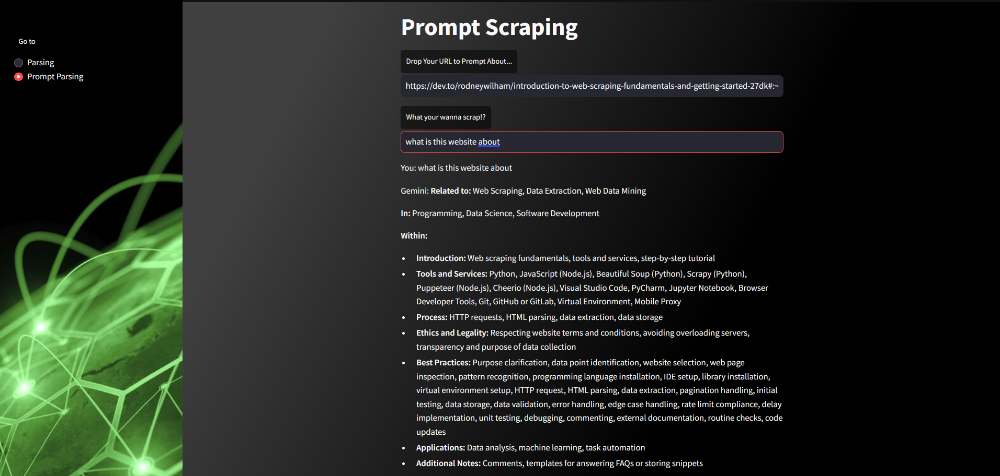 Go to
Parsing
Prompt Parsing
Prompt Scraping
Drop Your URL to Prompt About...
https://dev.to/rodneywilham/introduction-to-web-scraping-fundamentals-and-getting-started-27dk#:~
What your wanna scrap!?
what is this website about
You: what is this website about
Gemini: Related to: Web Scraping, Data Extraction, Web Data Mining
In: Programming, Data Science, Software Development
Within:
• Introduction: Web scraping fundamentals, tools and services, step-by-step tutorial
• Tools and Services: Python, JavaScript (Node.js), Beautiful Soup (Python), Scrapy (Python),
Puppeteer (Node.js), Cheerio (Node.js), Visual Studio Code, PyCharm, Jupyter Notebook, Browser
Developer Tools, Git, GitHub or GitLab, Virtual Environment, Mobile Proxy
• Process: HTTP requests, HTML parsing, data extraction, data storage
• Ethics and Legality: Respecting website terms and conditions, avoiding overloading servers,
transparency and purpose of data collection
• Best Practices: Purpose clarification, data point identification, website selection, web page
inspection, pattern recognition, programming language installation, IDE setup, library installation,
virtual environment setup, HTTP request, HTML parsing, data extraction, pagination handling, initial
testing, data storage, data validation, error handling, edge case handling, rate limit compliance, delay
implementation, unit testing, debugging, commenting, external documentation, routine checks, code
updates
• Applications: Data analysis, machine learning, task automation
• Additional Notes: Comments, templates for answering FAQs or storing snippets